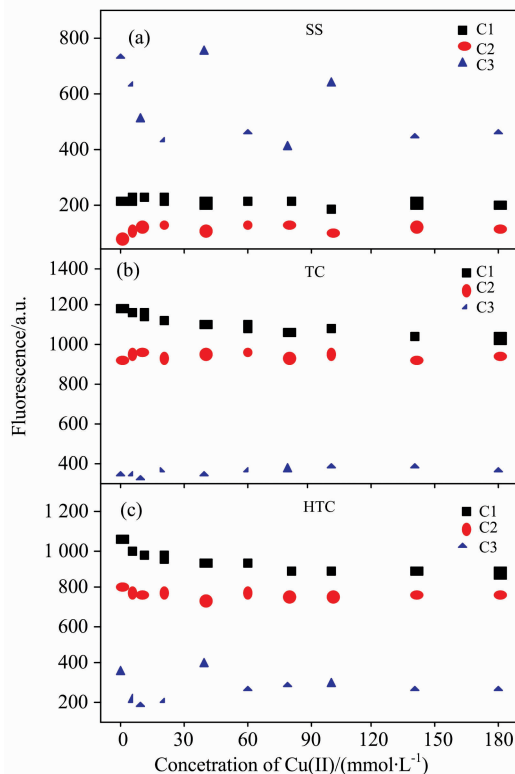 (a)
SS
C1
C2
C3
800
600
400
200
(b)
TC
C1
C2
C3
1400
1200
1000
800
600
400
(c)
HTC
C1
C2
C3
1 200
1 000
800
600
400
200
Fluorescence/a.u.
0 30 60 90 120 150 180
Concetration of Cu(II)/(mmol·L⁻¹)